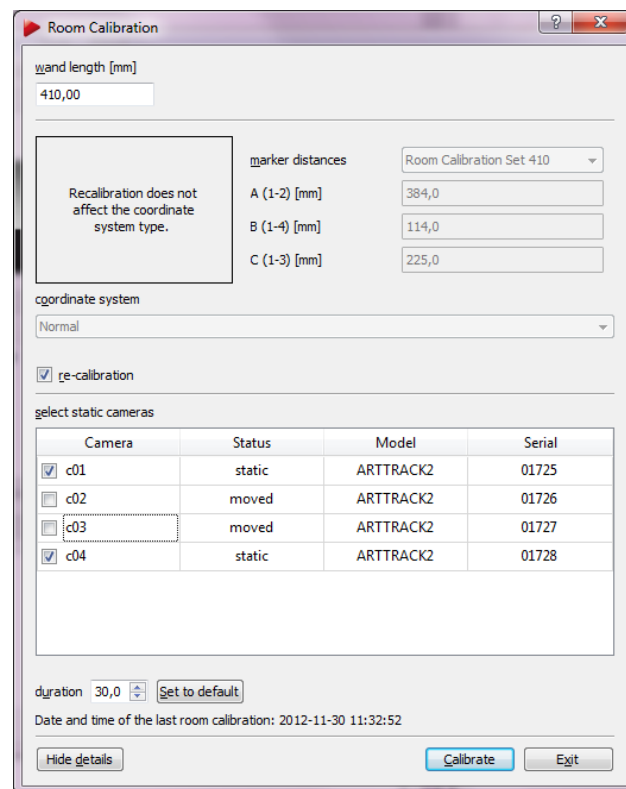 Room Calibration
wand length [mm]
410,00
Recalibration does not
affect the coordinate
system type.
marker distances
Room Calibration Set 410
A (1-2) [mm]
384,0
B (1-4) [mm]
114,0
C (1-3) [mm]
225,0
coordinate system
Normal
re-calibration
select static cameras
Camera Status Model Serial
c01 static ARTTRACK2 01725
c02 moved ARTTRACK2 01726
c03 moved ARTTRACK2 01727
c04 static ARTTRACK2 01728
duration 30,0 Set to default
Date and time of the last room calibration: 2012-11-30 11:32:52
Hide details Calibrate Exit